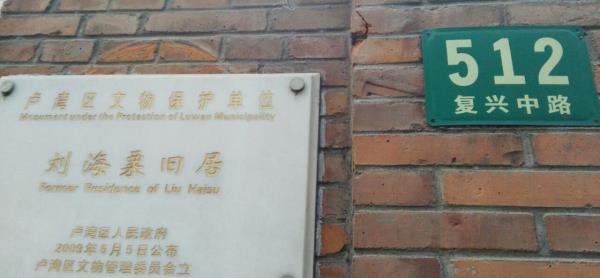 卢湾区文物保护单位
Monument under the Protection of Luwan Municipality
刘海粟旧居
Former Residence of Liu Haisu
卢湾区人民政府
2003年6月5日公布
卢湾区文物管理委员会立
512
复兴中路